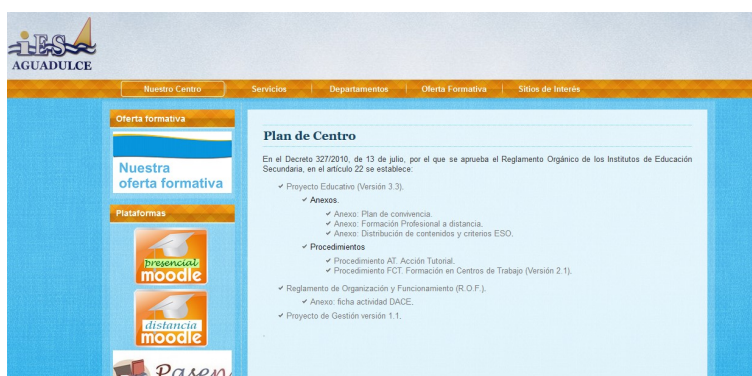 iES
AGUADULCE
Nuestro Centro
Servicios
Departamentos
Oferta Formativa
Sitios de Interés
Oferta formativa
Nuestra
oferta formativa
Plataformas
presencial
moodle
distancia
moodle
Pasen
Plan de Centro
En el Decreto 327/2010, de 13 de julio, por el que se aprueba el Reglamento Orgánico de los Institutos de Educación
Secundaria, en el artículo 22 se establece:
Proyecto Educativo (Versión 3.3).
Anexos.
Anexo: Plan de convivencia.
Anexo: Formación Profesional a distancia.
Anexo: Distribución de contenidos y criterios ESO.
Procedimientos
Procedimiento AT. Acción Tutorial.
Procedimiento FCT. Formación en Centros de Trabajo (Versión 2.1).
Reglamento de Organización y Funcionamiento (R.O.F.).
Anexo: ficha actividad DACE.
Proyecto de Gestión versión 1.1.